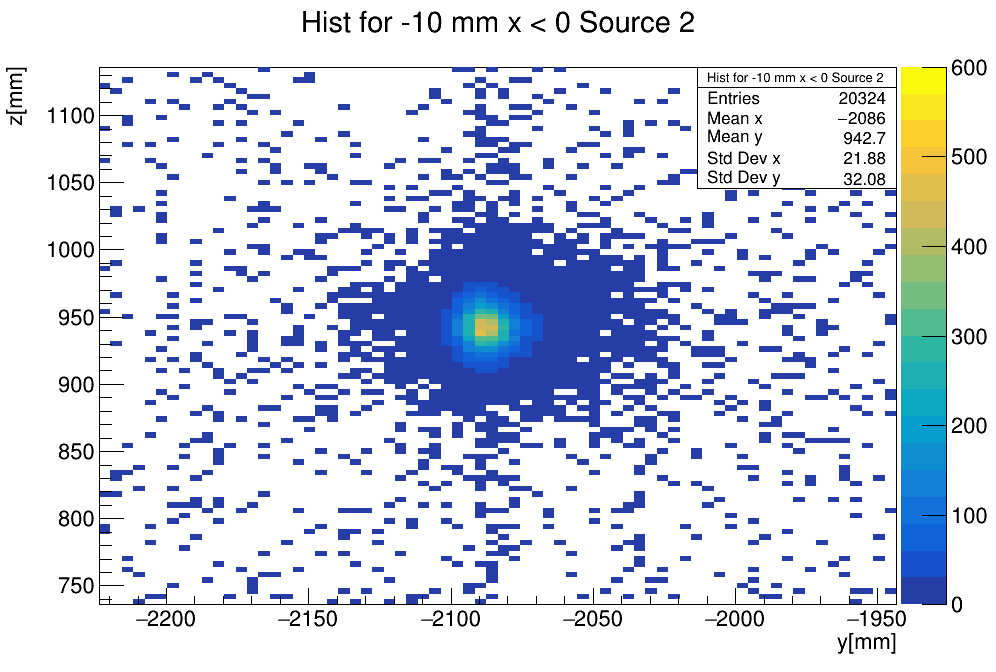 Hist for -10 mm x < 0 Source 2
z[mm]
Hist for -10 mm x < 0 Source 2
Entries 20324
Mean x −2086
Mean y 942.7
Std Dev x 21.88
Std Dev y 32.08
1100
1050
1000
950
900
850
800
750
−2200 −2150 −2100 −2050 −2000 −1950
y[mm]
600
500
400
300
200
100
0